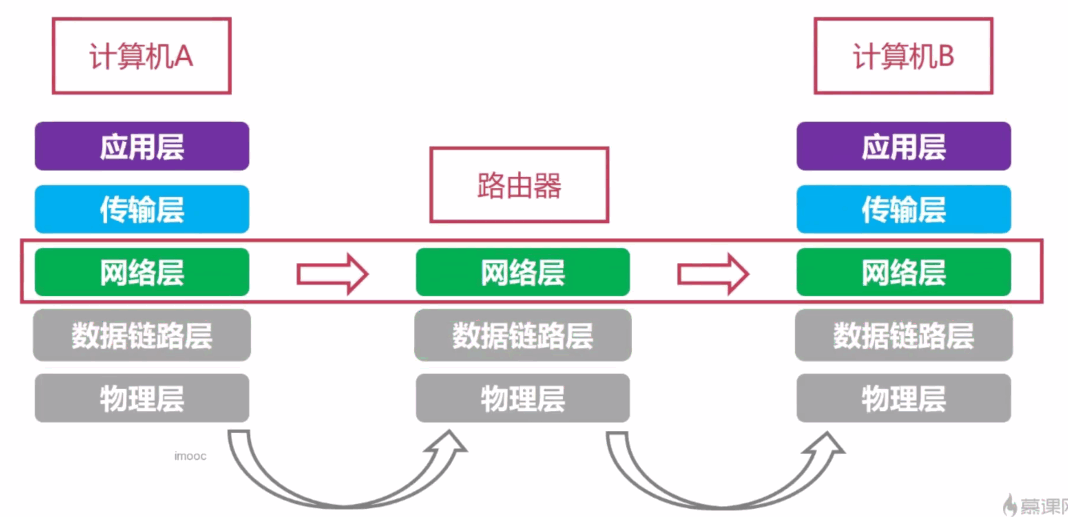 计算机A
计算机B
应用层
应用层
路由器
传输层
传输层
网络层
网络层
网络层
数据链路层
数据链路层
数据链路层
物理层
物理层
物理层
imooc
慕课网